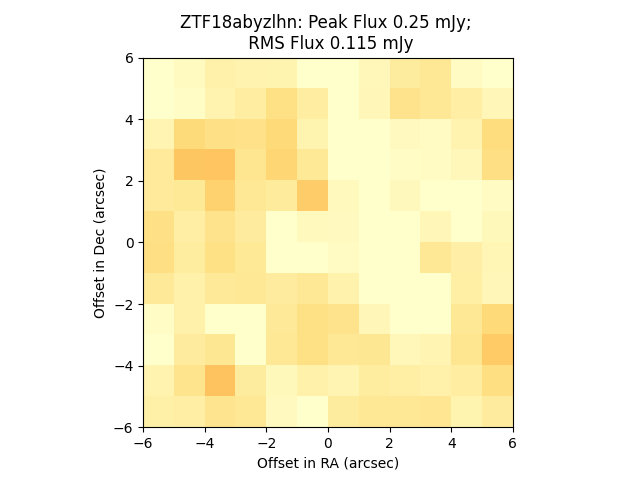 ZTF18abyzlhn: Peak Flux 0.25 mJy;
RMS Flux 0.115 mJy
6
4
2
0
−2
−4
−6
Offset in Dec (arcsec)
−6 −4 −2 0 2 4 6
Offset in RA (arcsec)